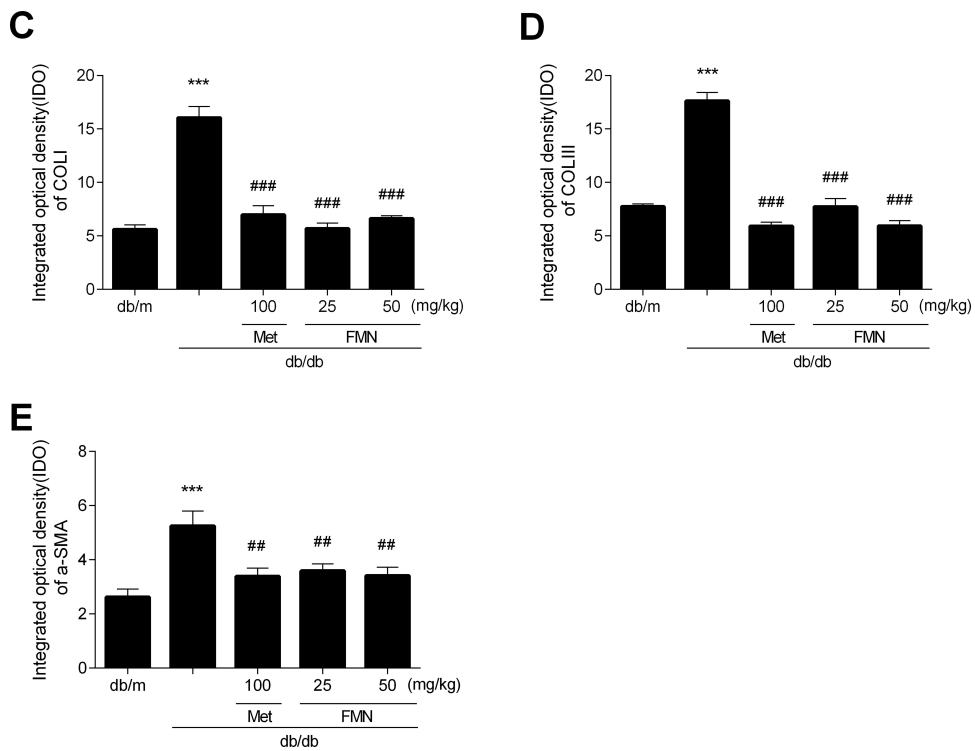 C
Integrated optical density(IDO)
of COLI
20
15
10
5
0
***
###
###
###
db/m
100
25
50
(mg/kg)
Met
FMN
db/db
D
Integrated optical density(IDO)
of COLIII
20
15
10
5
0
***
###
###
###
db/m
100
25
50
(mg/kg)
Met
FMN
db/db
E
Integrated optical density(IDO)
of a-SMA
8
6
4
2
0
***
##
##
##
db/m
100
25
50
(mg/kg)
Met
FMN
db/db